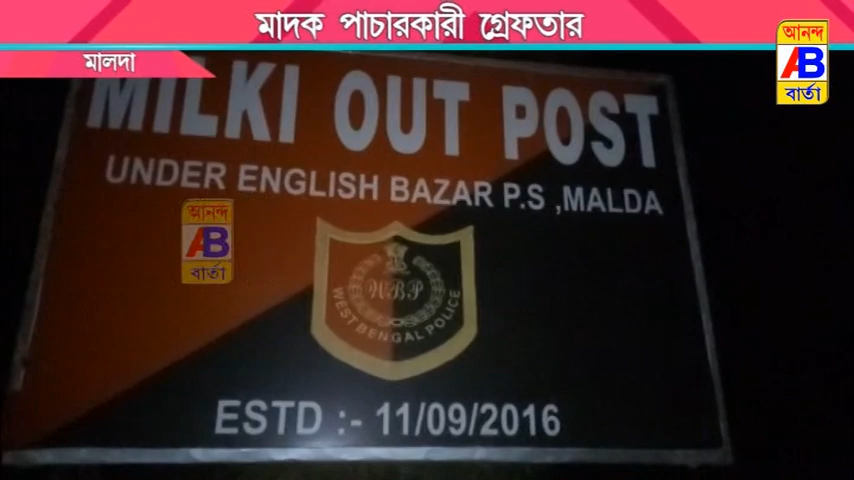 মাদক পাচারকারী গ্রেফতার
আনন্দ
AB
বার্তা
মালদা
MILKI OUT POST
UNDER ENGLISH BAZAR P.S ,MALDA
আনন্দ
AB
বার্তা
WBP
WEST BENGAL POLICE
ESTD :- 11/09/2016